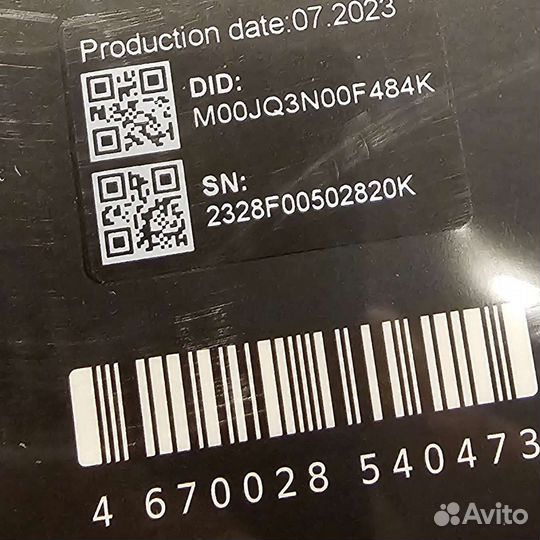 Production date:07.2023
DID:
M00JQ3N00F484K
SN:
2328F00502820K
4 670028 540473
Avito